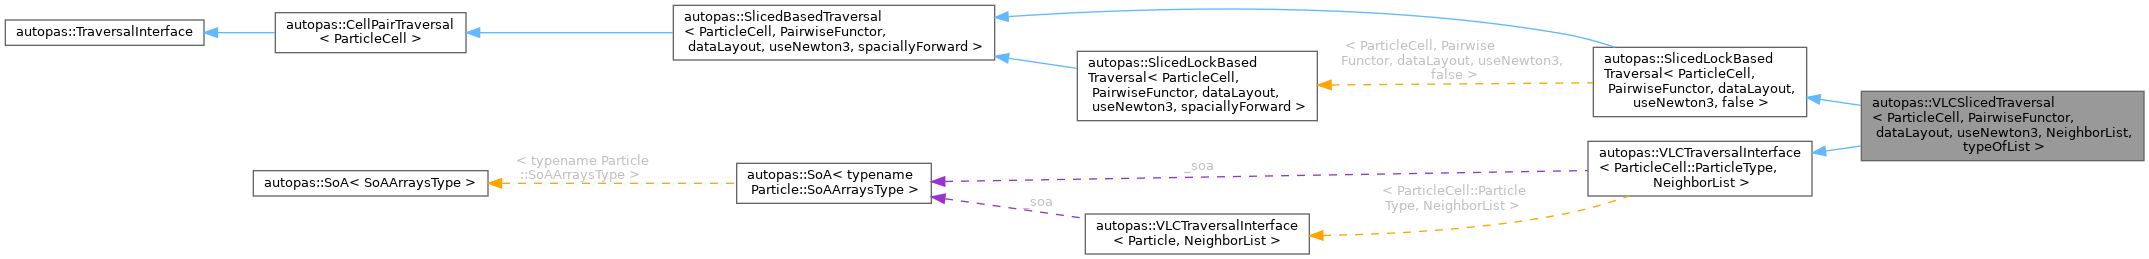 autopas::TraversalInterface
autopas::CellPairTraversal
< ParticleCell >
autopas::SlicedBasedTraversal
< ParticleCell, PairwiseFunctor,
dataLayout, useNewton3, spaciallyForward >
autopas::SlicedLockBased
Traversal< ParticleCell,
PairwiseFunctor, dataLayout,
useNewton3, spaciallyForward >
< ParticleCell, Pairwise
Functor, dataLayout, useNewton3,
false >
autopas::SlicedLockBased
Traversal< ParticleCell,
PairwiseFunctor, dataLayout,
useNewton3, false >
autopas::VLCSlicedTraversal
< ParticleCell, PairwiseFunctor,
dataLayout, useNewton3, NeighborList,
typeOfList >
autopas::SoA< SoAArraysType >
< typename Particle
::SoAArraysType >
autopas::SoA< typename
Particle::SoAArraysType >
_soa
_soa
autopas::VLCTraversalInterface
< Particle, NeighborList >
< ParticleCell::Particle
Type, NeighborList >
autopas::VLCTraversalInterface
< ParticleCell::ParticleType,
NeighborList >